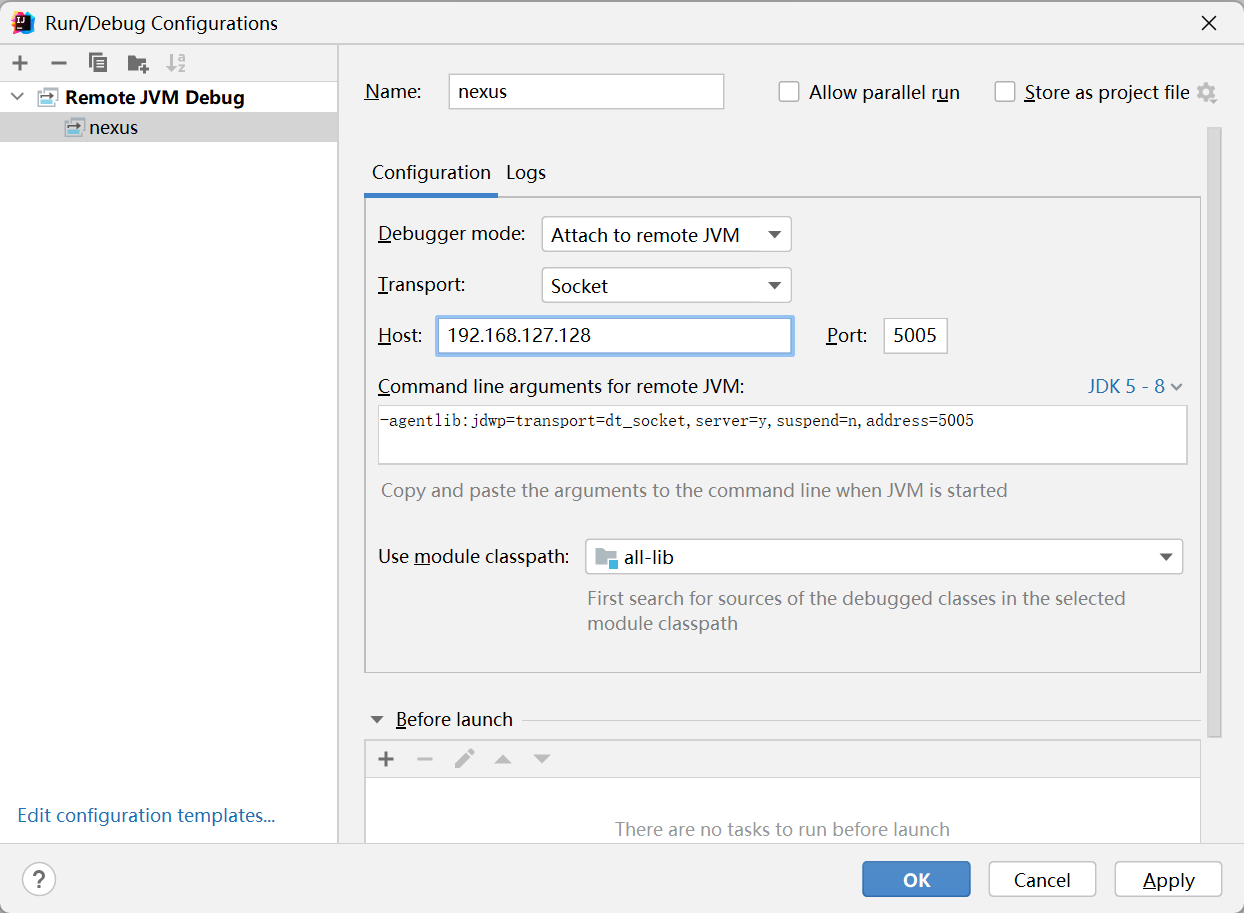 Run/Debug Configurations
Remote JVM Debug
nexus
Edit configuration templates...
Name: nexus Allow parallel run Store as project file
Configuration Logs
Debugger mode: Attach to remote JVM
Transport: Socket
Host: 192.168.127.128 Port: 5005
Command line arguments for remote JVM: JDK 5 - 8
-agentlib:jdwp=transport=dt_socket,server=y,suspend=n,address=5005
Copy and paste the arguments to the command line when JVM is started
Use module classpath: all-lib
First search for sources of the debugged classes in the selected
module classpath
Before launch
There are no tasks to run before launch
? OK Cancel Apply